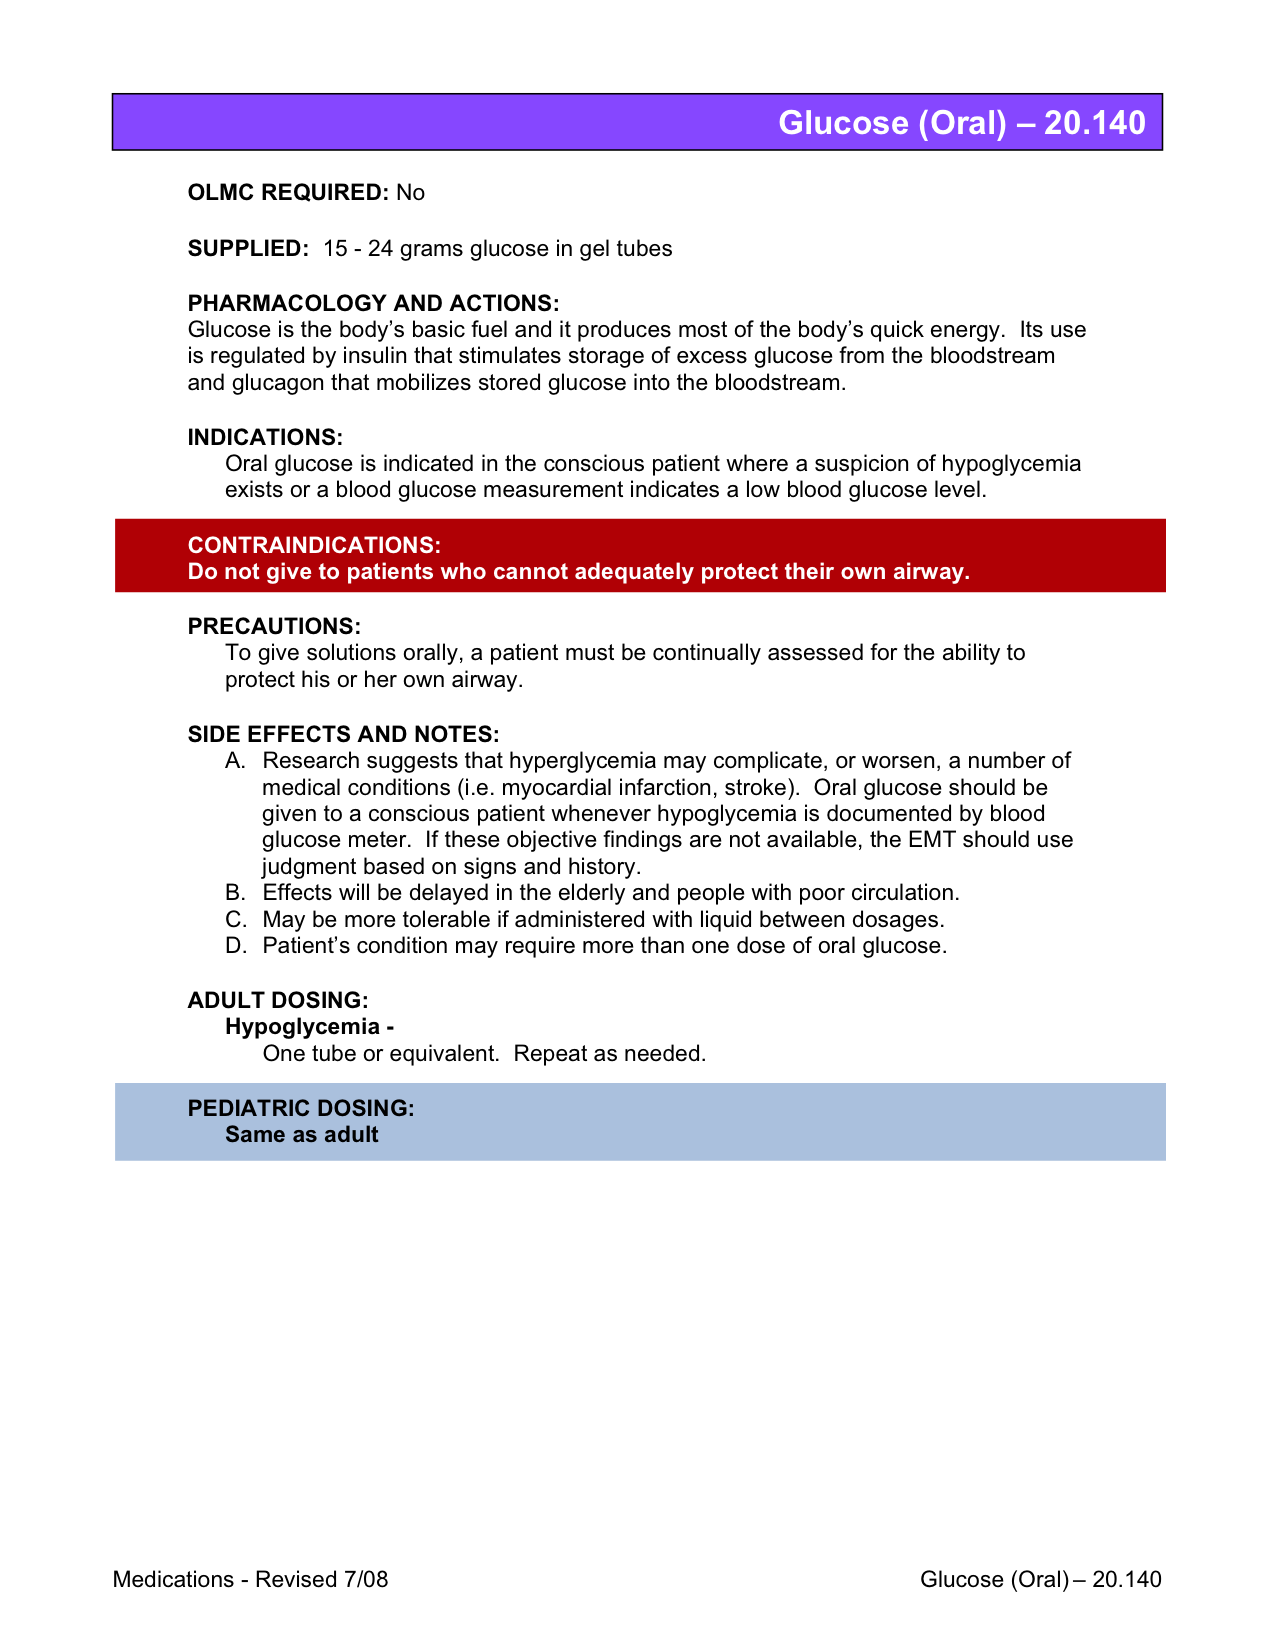 Glucose (Oral) – 20.140
OLMC REQUIRED: No
SUPPLIED:  15 - 24 grams glucose in gel tubes
PHARMACOLOGY AND ACTIONS:
Glucose is the body’s basic fuel and it produces most of the body’s quick energy.  Its use
is regulated by insulin that stimulates storage of excess glucose from the bloodstream
and glucagon that mobilizes stored glucose into the bloodstream.
INDICATIONS:
Oral glucose is indicated in the conscious patient where a suspicion of hypoglycemia
exists or a blood glucose measurement indicates a low blood glucose level.
CONTRAINDICATIONS:
Do not give to patients who cannot adequately protect their own airway.
PRECAUTIONS:
To give solutions orally, a patient must be continually assessed for the ability to
protect his or her own airway.
SIDE EFFECTS AND NOTES:
A. Research suggests that hyperglycemia may complicate, or worsen, a number of
medical conditions (i.e. myocardial infarction, stroke).  Oral glucose should be
given to a conscious patient whenever hypoglycemia is documented by blood
glucose meter.  If these objective findings are not available, the EMT should use
judgment based on signs and history.
B. Effects will be delayed in the elderly and people with poor circulation.
C. May be more tolerable if administered with liquid between dosages.
D. Patient’s condition may require more than one dose of oral glucose.
ADULT DOSING:
Hypoglycemia -
One tube or equivalent.  Repeat as needed.
PEDIATRIC DOSING:
Same as adult
Medications - Revised 7/08 Glucose (Oral) – 20.140